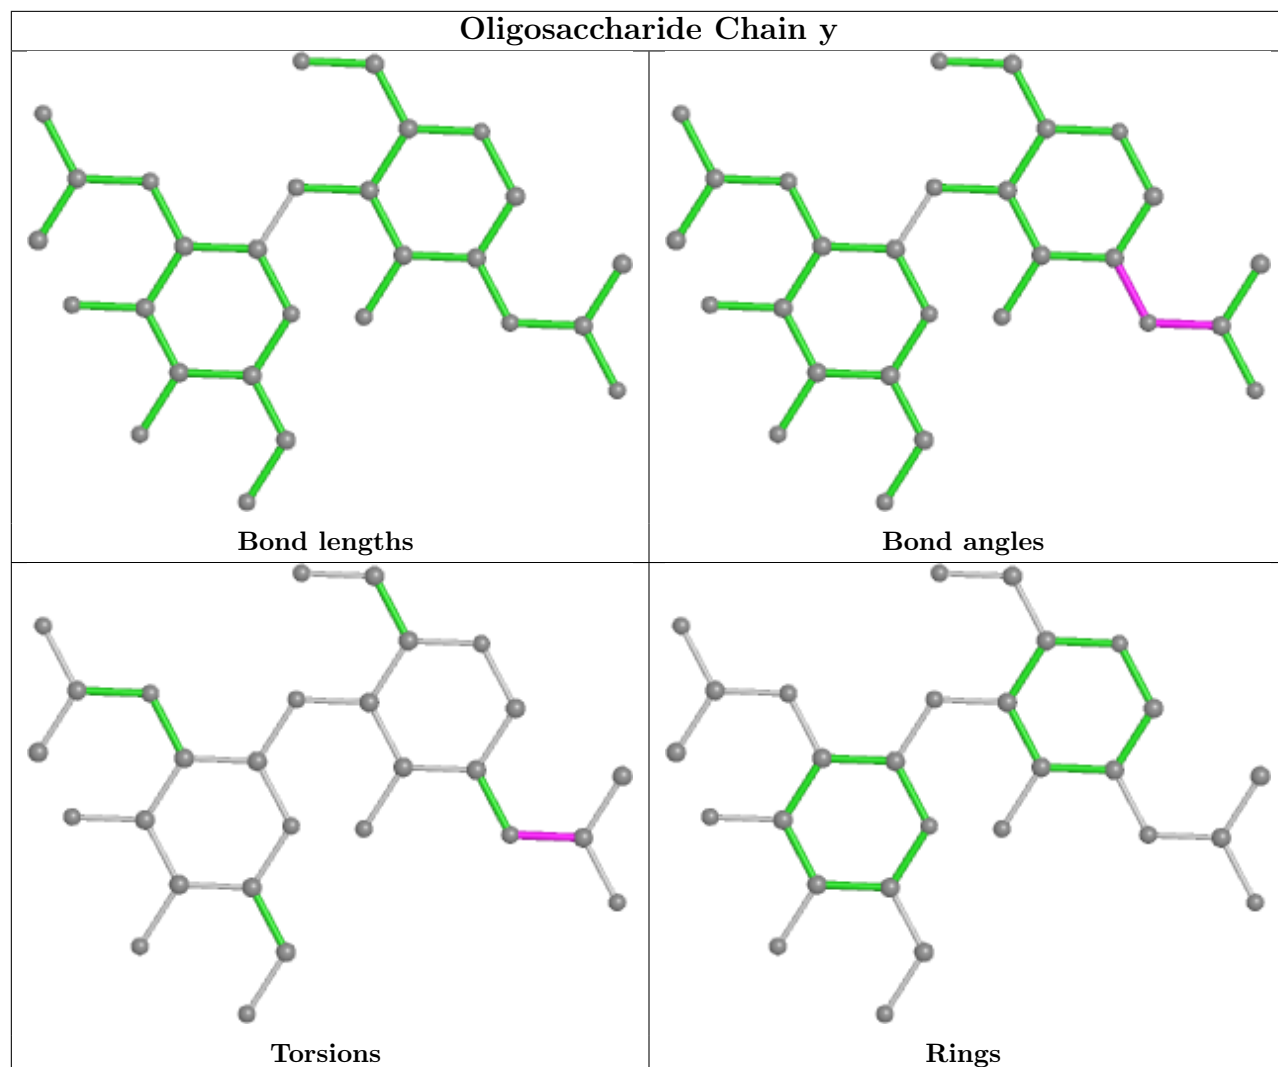 Oligosaccharide Chain y
Bond lengths
Bond angles
Torsions
Rings